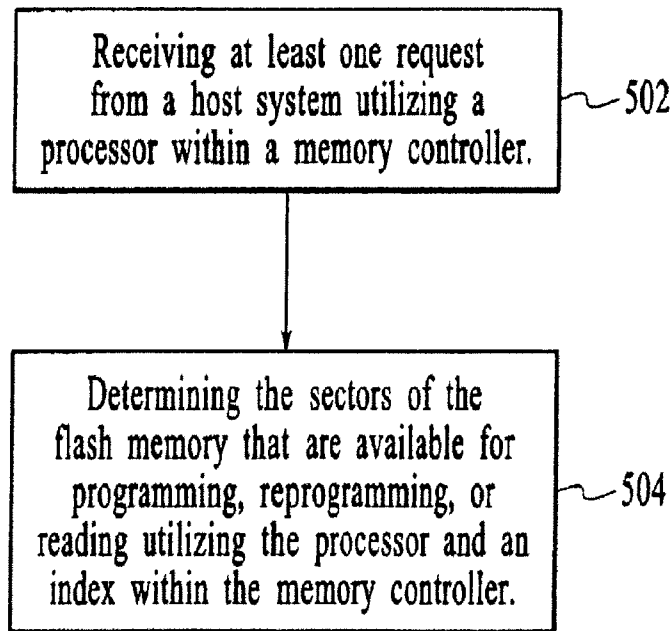 Receiving at least one request
from a host system utilizing a
processor within a memory controller.
502
Determining the sectors of the
flash memory that are available for
programming, reprogramming, or
reading utilizing the processor and an
index within the memory controller.
504